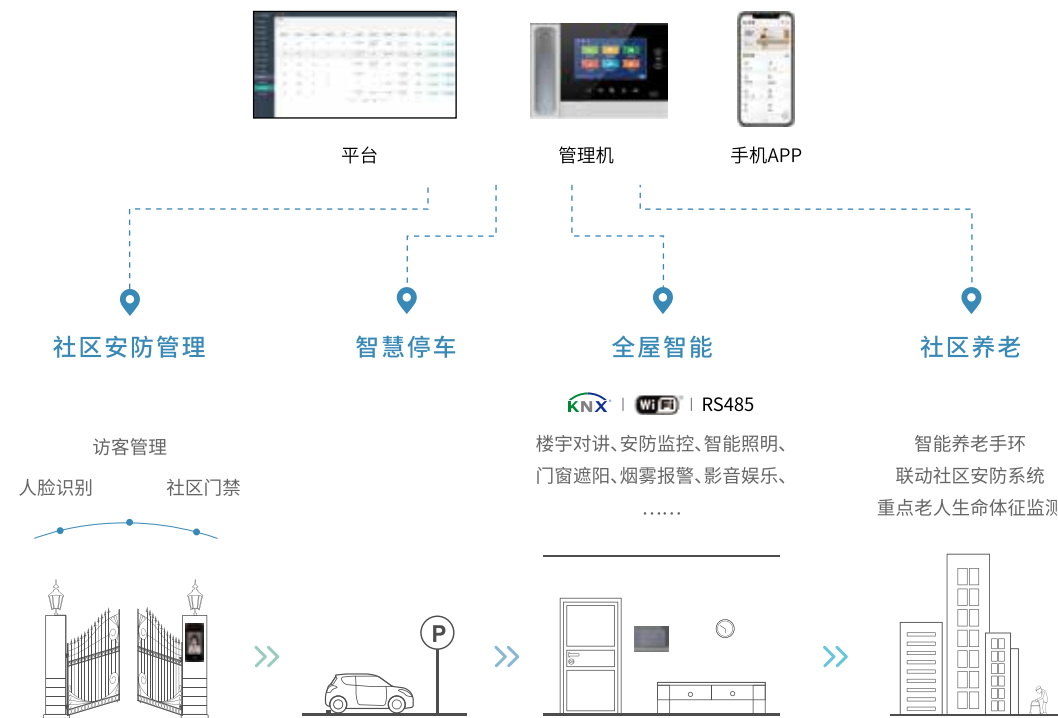 平台
管理机
手机APP
社区安防管理
智慧停车
全屋智能
社区养老
KNX | WiFi | RS485
访客管理
人脸识别
社区门禁
楼宇对讲、安防监控、智能照明、
门窗遮阳、烟雾报警、影音娱乐、
……
智能养老手环
联动社区安防系统
重点老人生命体征监测
P